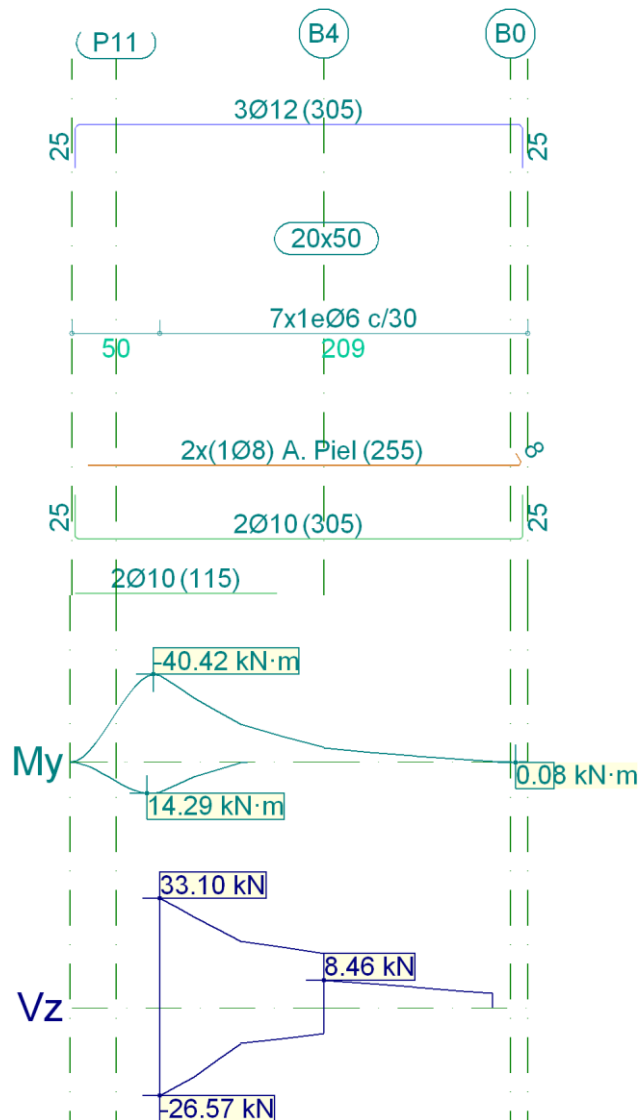 P11
B4
B0
3Ø12 (305)
25
25
20x50
7x1eØ6 c/30
50
209
2x(1Ø8) A. Piel (255)
8
25
2Ø10 (305)
25
2Ø10 (115)
-40.42 kN·m
My
0.08 kN·m
14.29 kN·m
33.10 kN
8.46 kN
Vz
-26.57 kN